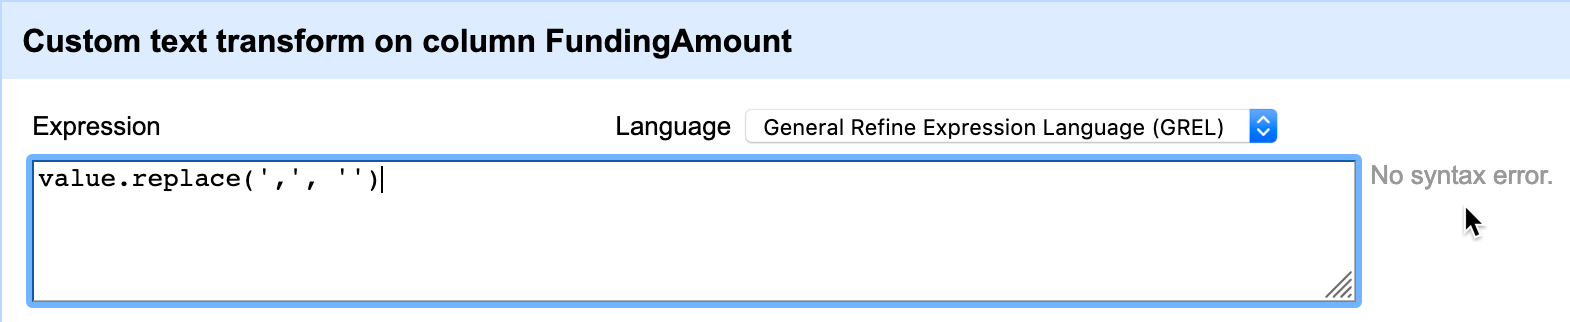 Custom text transform on column FundingAmount
Expression
Language
General Refine Expression Language (GREL)
value.replace(',', '')
No syntax error.